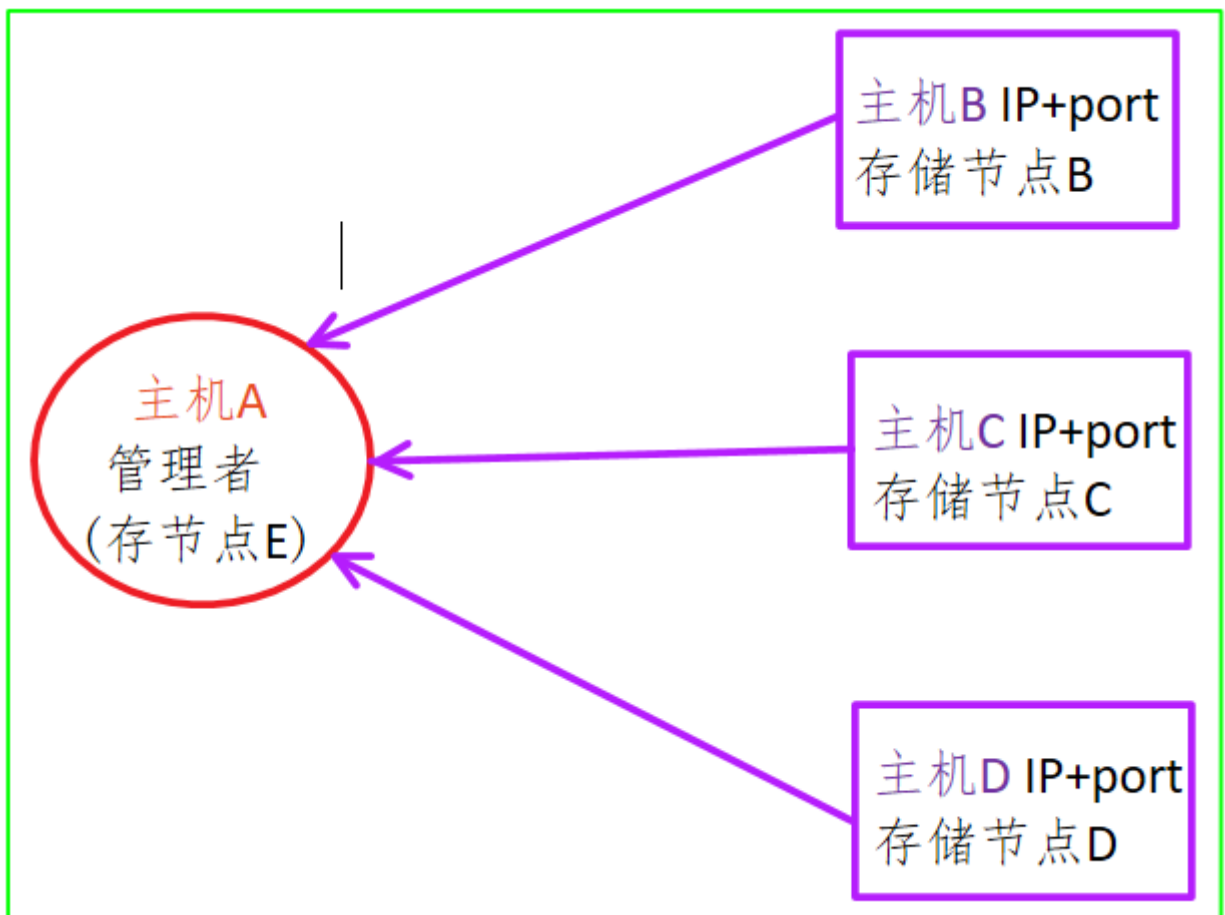 主机B IP+port
存储节点B
主机A
管理者
(存节点E)
主机C IP+port
存储节点C
主机D IP+port
存储节点D